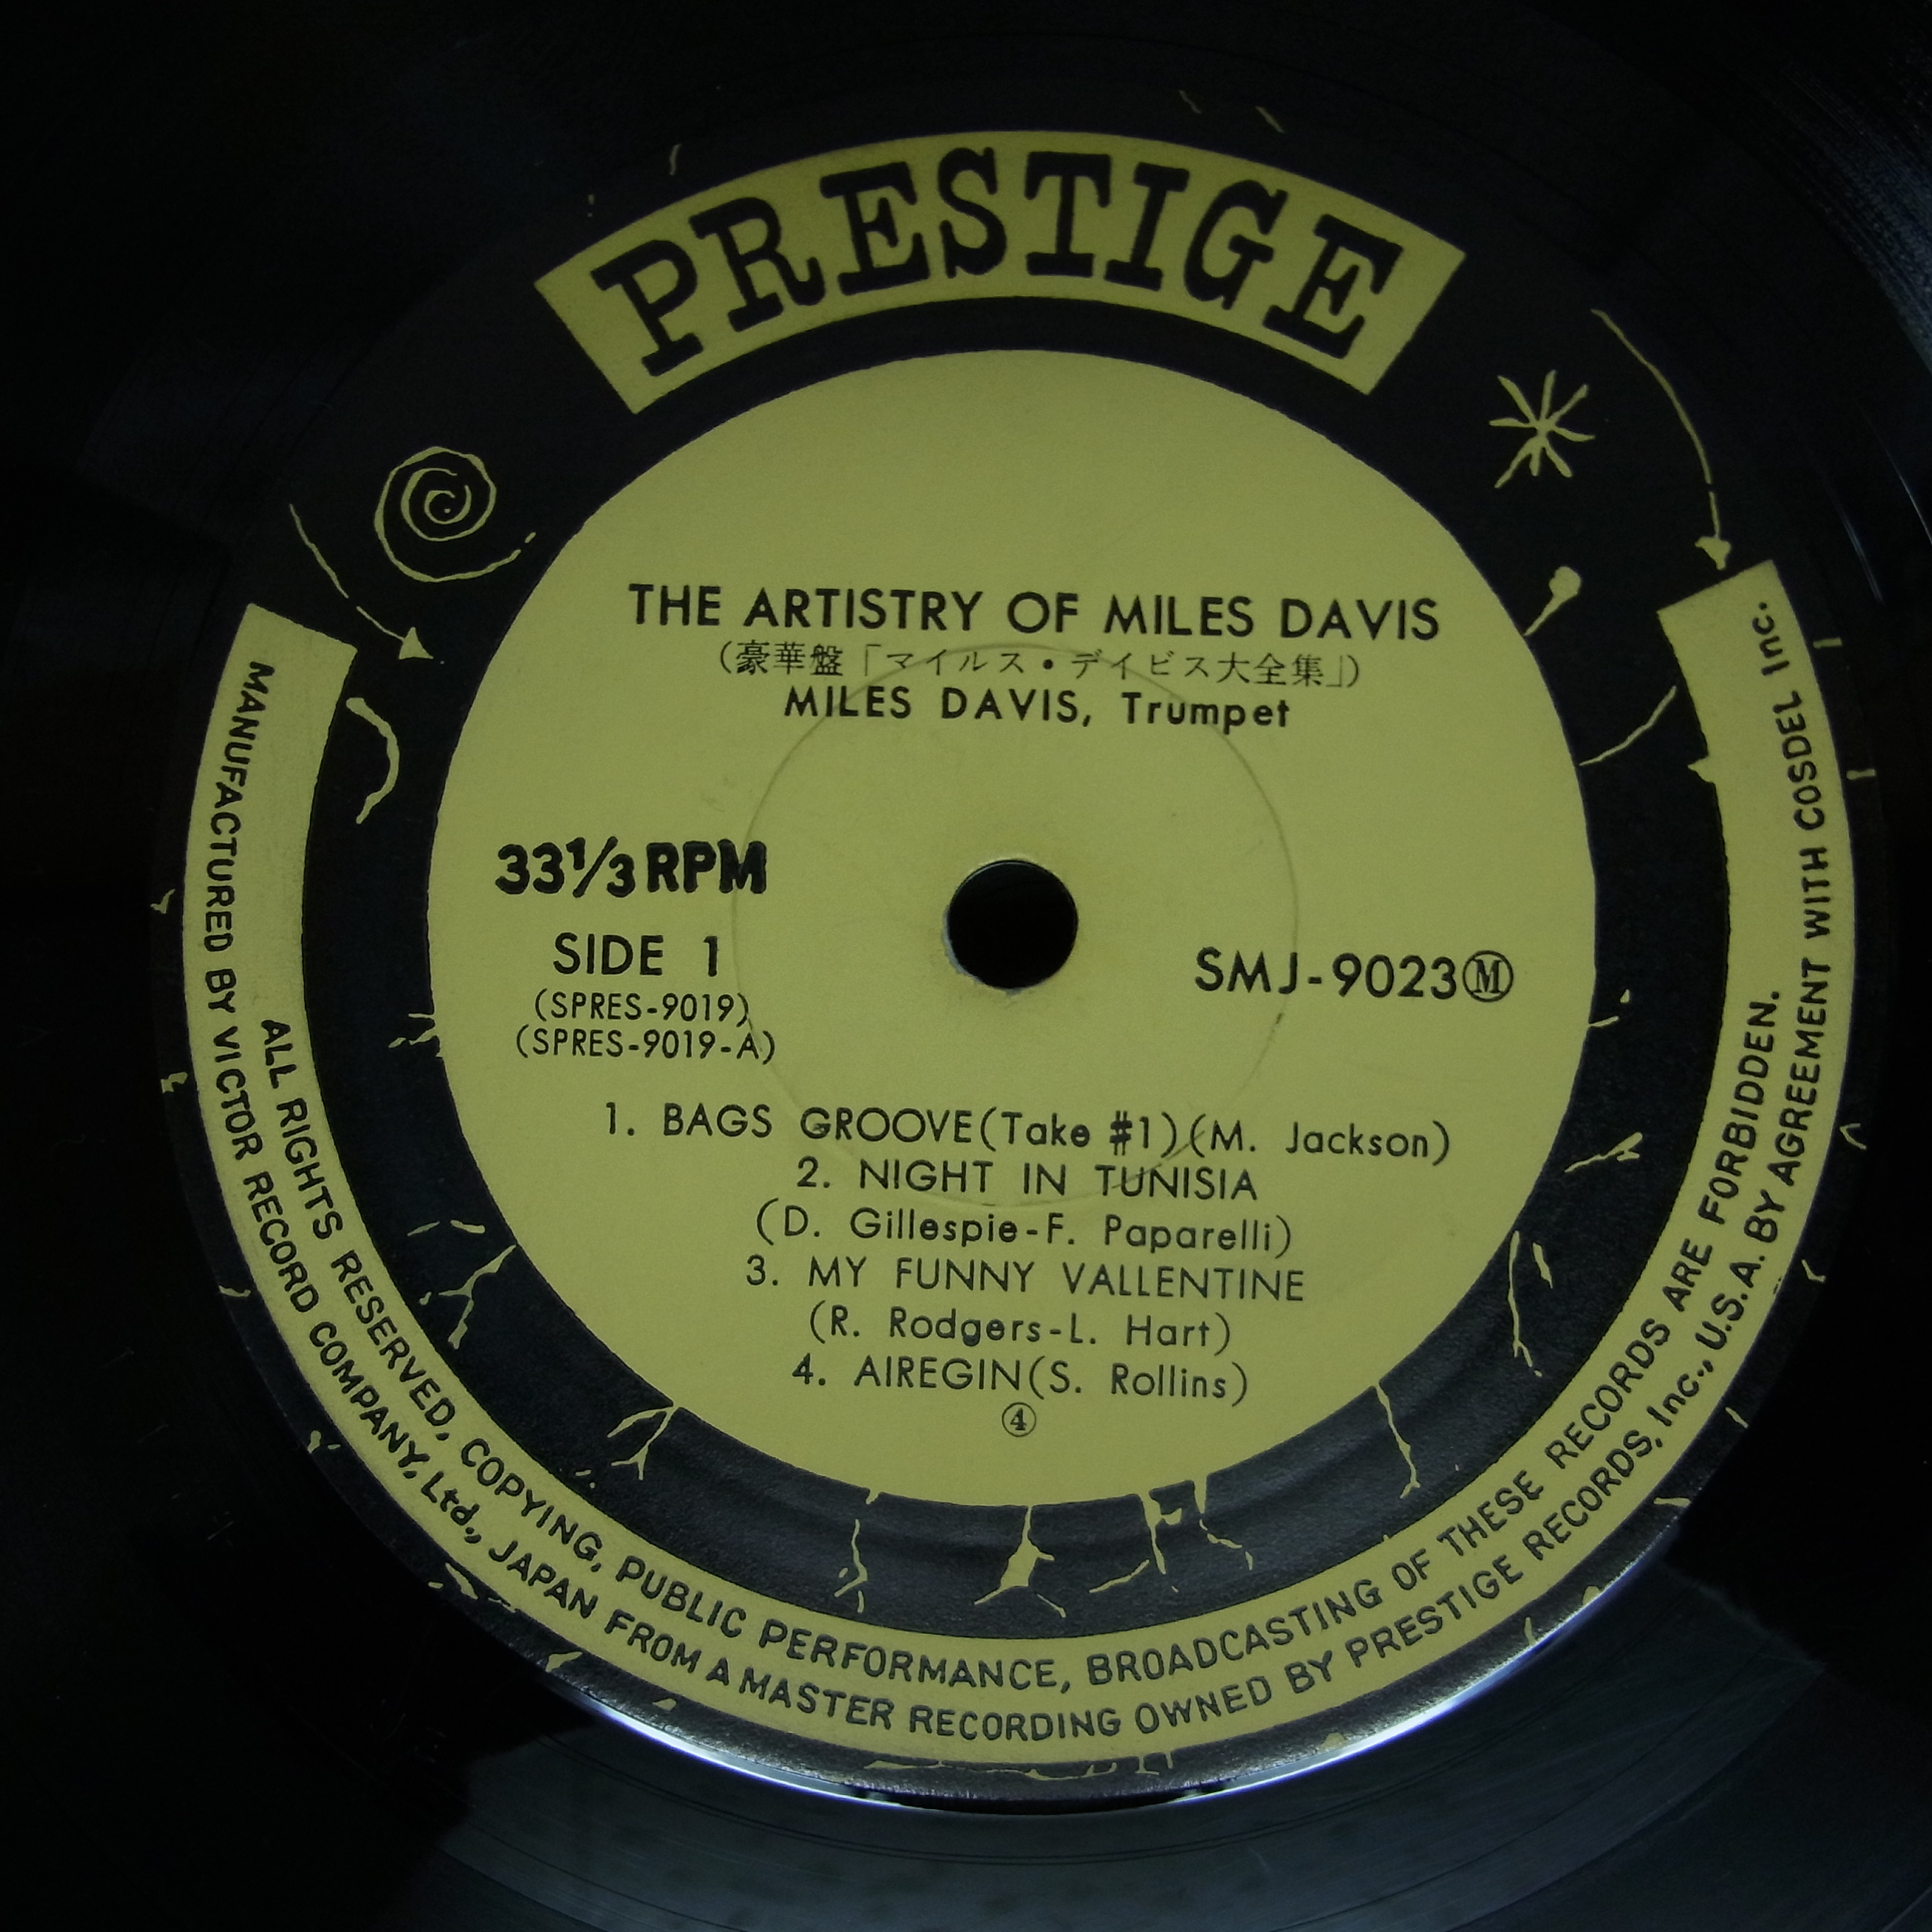 PRESTIGE
THE ARTISTRY OF MILES DAVIS
(豪華盤「マイルス・デイビス大全集」)
MILES DAVIS, Trumpet
33⅓ RPM
SIDE 1
(SPRES-9019)
(SPRES-9019-A)
SMJ-9023Ⓜ
1. BAGS GROOVE(Take #1)(M. Jackson)
2. NIGHT IN TUNISIA
(D. Gillespie-F. Paparelli)
3. MY FUNNY VALLENTINE
(R. Rodgers-L. Hart)
4. AIREGIN(S. Rollins)
④
ALL RIGHTS RESERVED, COPYING, PUBLIC PERFORMANCE, BROADCASTING OF THESE RECORDS ARE FORBIDDEN.
MANUFACTURED BY VICTOR RECORD COMPANY, Ltd., JAPAN FROM A MASTER RECORDING OWNED BY PRESTIGE RECORDS, Inc., U.S.A. BY AGREEMENT WITH COSDEL Inc.